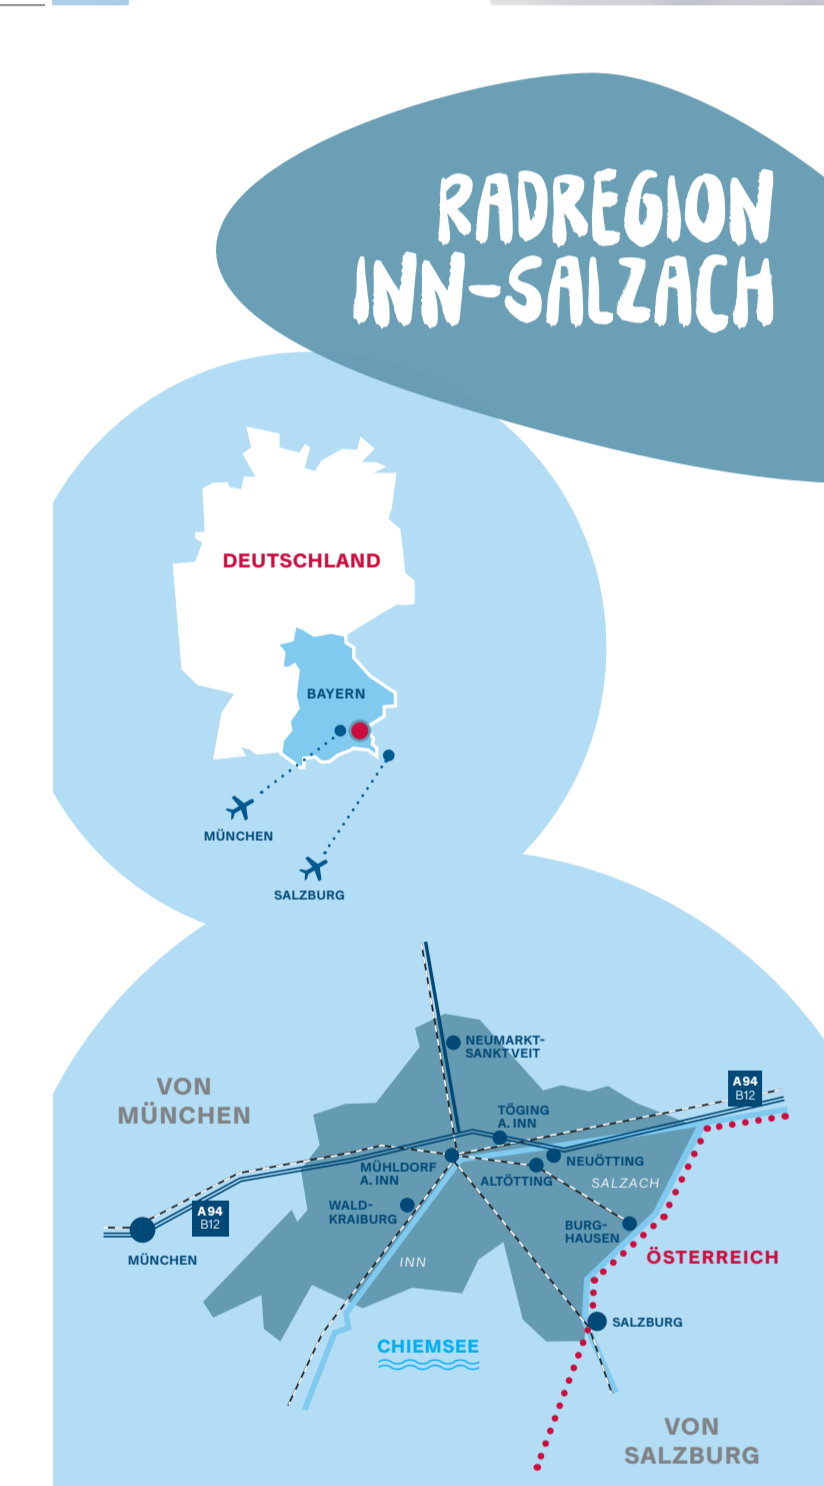 RADREGION
INN-SALZACH
DEUTSCHLAND
BAYERN
MÜNCHEN
SALZBURG
NEUMARKT-
SANKT VEIT
VON
MÜNCHEN
A94
B12
TÖGING
A. INN
MÜHLDORF
A. INN
NEUÖTTING
ALTÖTTING
SALZACH
WALD-
KRAIBURG
A94
B12
BURG-
HAUSEN
MÜNCHEN
INN
ÖSTERREICH
SALZBURG
CHIEMSEE
VON
SALZBURG